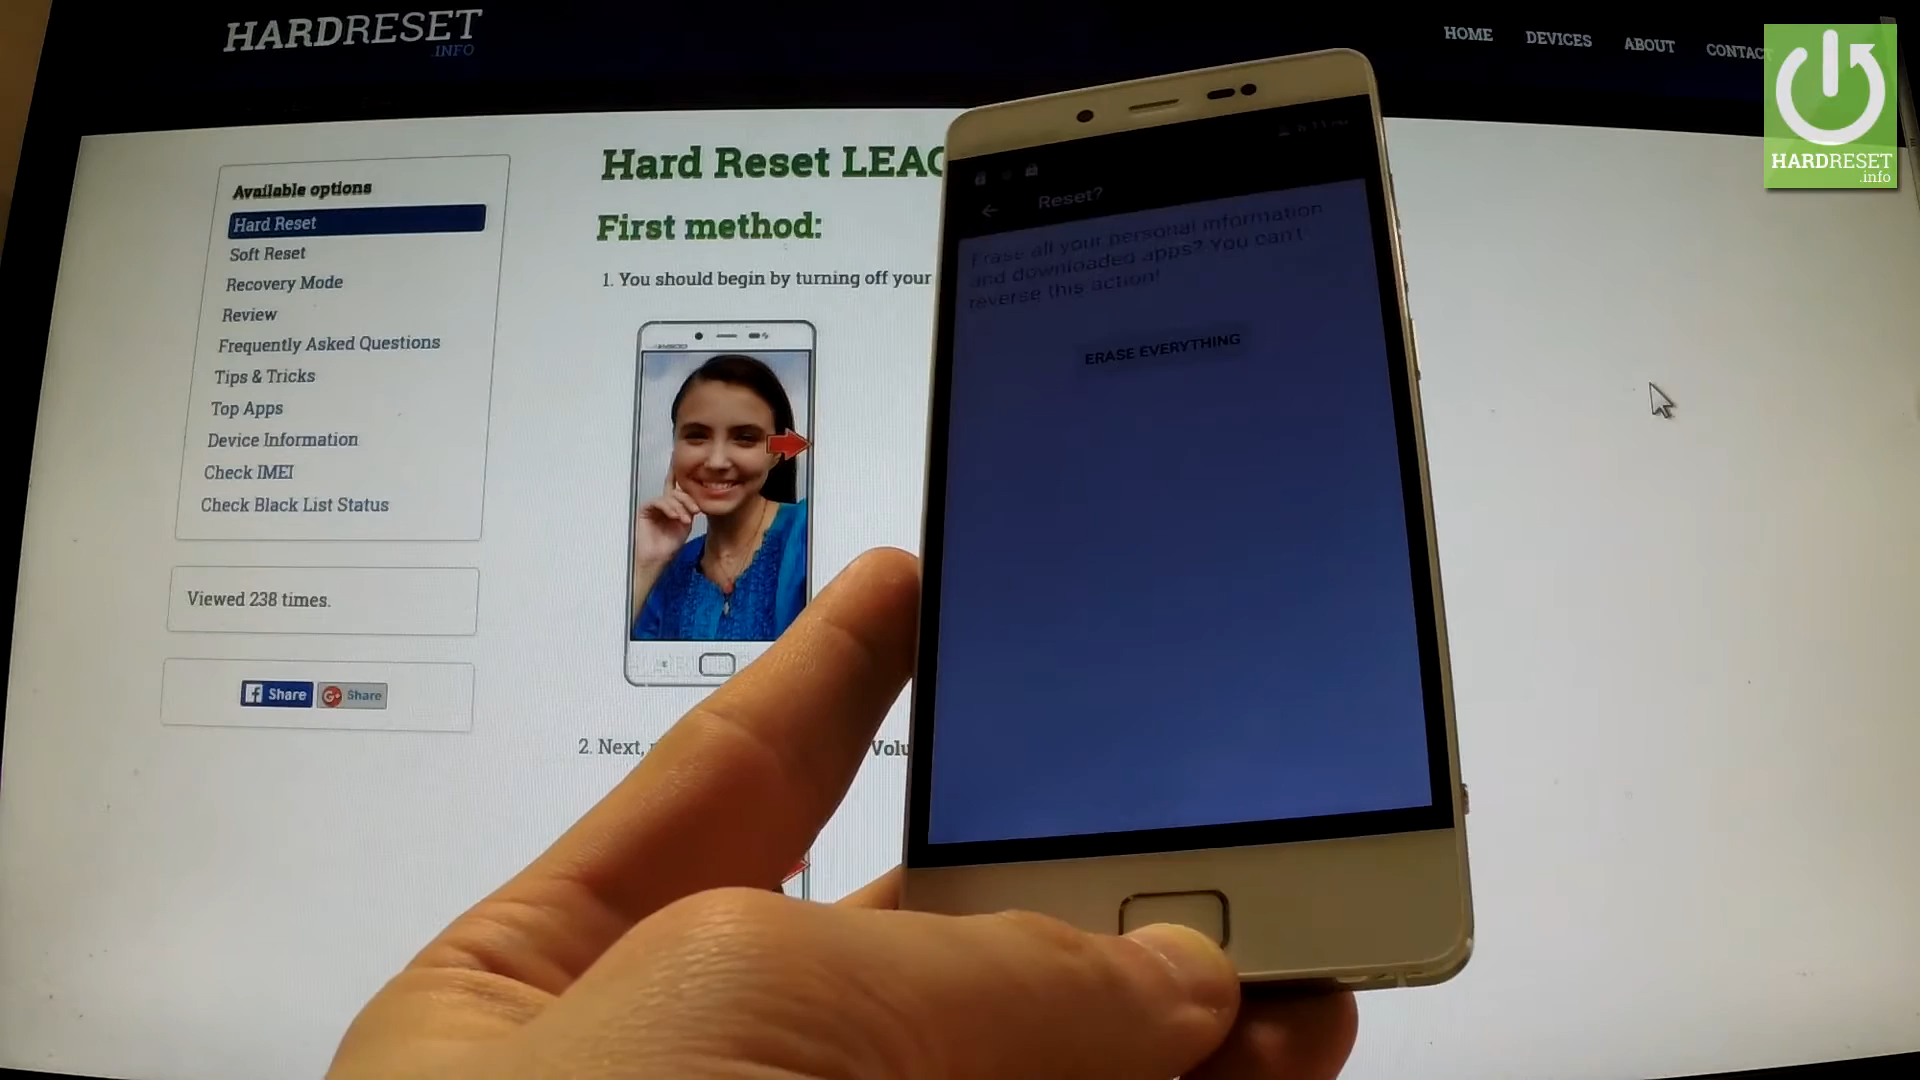 HARDRESET
.INFO
HOME DEVICES ABOUT CONTACT
HARDRESET
.info
Available options
Hard Reset
Soft Reset
Recovery Mode
Review
Frequently Asked Questions
Tips & Tricks
Top Apps
Device Information
Check IMEI
Check Black List Status
Viewed 238 times.
Share
G+ Share
Hard Reset LEAG
First method:
1. You should begin by turning off your
2. Next,
Volu
Reset?
Erase all your personal information
and downloaded apps? You can't
reverse this action!
ERASE EVERYTHING